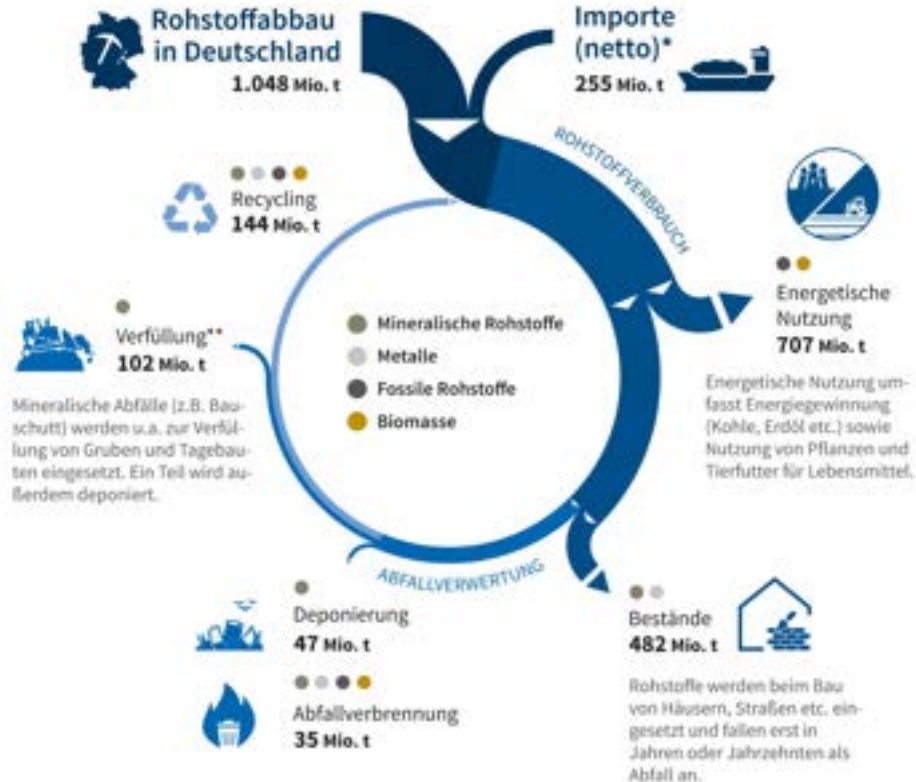 Rohstoffabbau
in Deutschland
1.048 Mio. t
Importe
(netto)*
255 Mio. t
ROHSTOFFVERBRAUCH
Recycling
144 Mio. t
Verfüllung**
102 Mio. t
Mineralische Abfälle (z.B. Bau-
schutt) werden u.a. zur Verfül-
lung von Gruben und Tagebau-
ten eingesetzt. Ein Teil wird au-
ßerdem deponiert.
Mineralische Rohstoffe
Metalle
Fossile Rohstoffe
Biomasse
Energetische
Nutzung
707 Mio. t
Energetische Nutzung um-
fasst Energiegewinnung
(Kohle, Erdöl etc.) sowie
Nutzung von Pflanzen und
Tierfutter für Lebensmittel.
ABFALLVERWERTUNG
Deponierung
47 Mio. t
Abfallverbrennung
35 Mio. t
Bestände
482 Mio. t
Rohstoffe werden beim Bau
von Häusern, Straßen etc. ein-
gesetzt und fallen erst in
Jahren oder Jahrzehnten als
Abfall an.